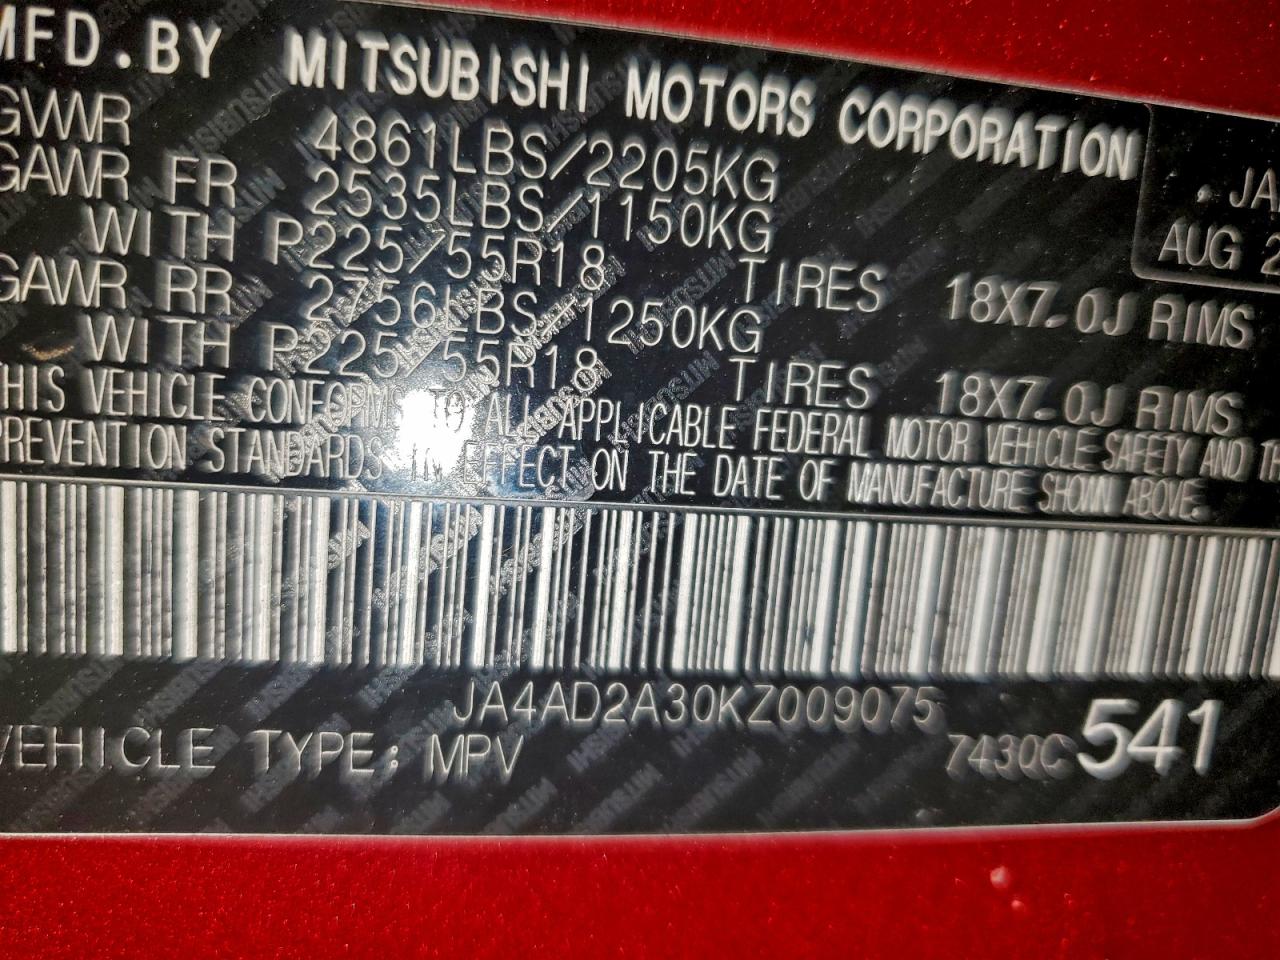 MFD.BY MITSUBISHI MOTORS CORPORATION
GVWR 4861LBS/2205KG
GAWR FR 2535LBS/1150KG
WITH P225/55R18 TIRES 18X7.0J RIMS
GAWR RR 2756LBS/1250KG
WITH P225/55R18 TIRES 18X7.0J RIMS
THIS VEHICLE CONFORMS TO ALL APPLICABLE FEDERAL MOTOR VEHICLE SAFETY AND
PREVENTION STANDARDS IN EFFECT ON THE DATE OF MANUFACTURE SHOWN ABOVE.
JA4AD2A30KZ009075
VEHICLE TYPE: MPV 7430C 541
JA
AUG 2